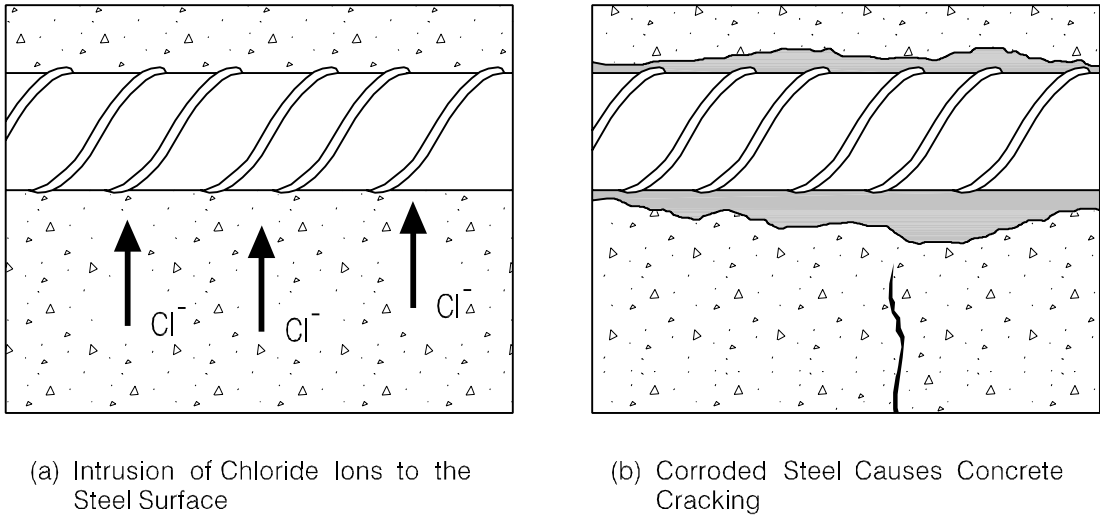 Cl⁻
Cl⁻
Cl⁻
(a) Intrusion of Chloride Ions to the
Steel Surface
(b) Corroded Steel Causes Concrete
Cracking